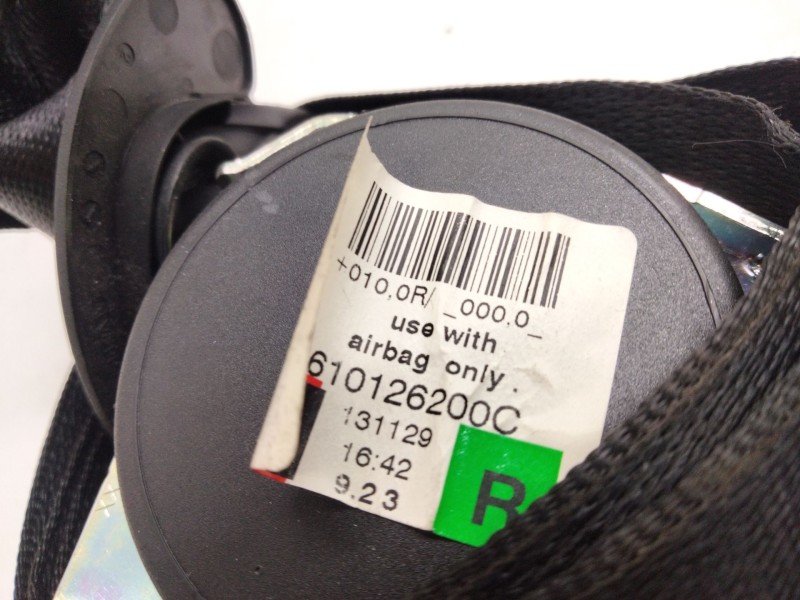 +010,0R/ _000,0_
use with
airbag only.
610126200C
131129
16:42
9.23
R